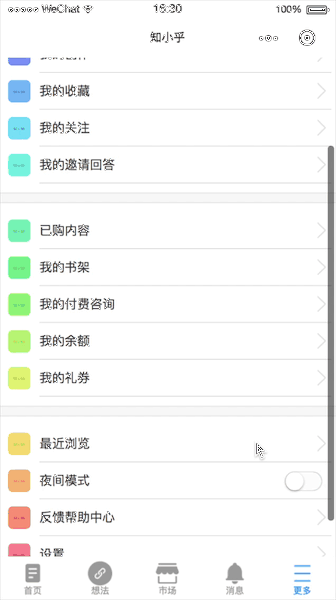 WeChat
15:20
100%
知小乎
我的收藏
我的关注
我的邀请回答
已购内容
我的书架
我的付费咨询
我的余额
我的礼券
最近浏览
夜间模式
反馈帮助中心
设置
首页
想法
市场
消息
更多